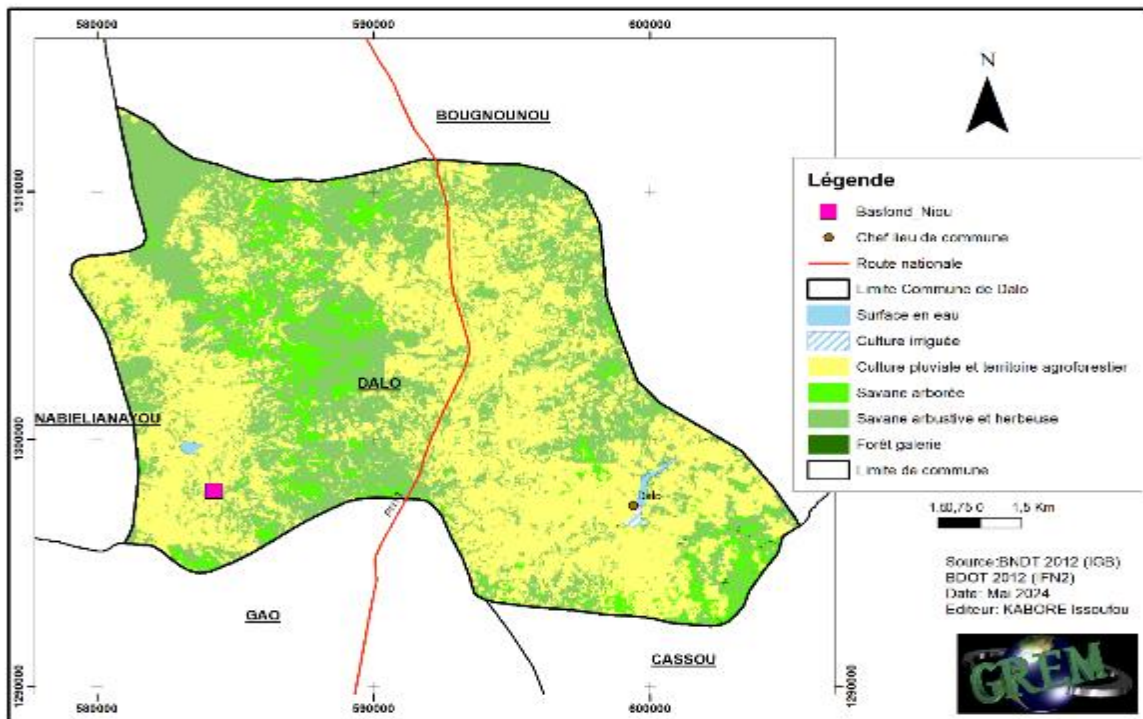 580000
590000
600000
N
BOUGNOUNOU
1310000
Légende
Basfond_Niou
Chef lieu de commune
Route nationale
Limite Commune de Dalo
Surface en eau
Culture irriguée
Culture pluviale et territoire agroforestier
Savane arborée
Savane arbustive et herbeuse
Forêt galerie
Limite de commune
DALO
NABIELIANAYOU
1300000
Dalo
1,5 Km
Source:BNDT 2012 (IGB)
BDOT 2012 (IFN2)
Date: Mai 2024
Editeur: KABORE Issoufou
GAO
CASSOU
GREM
1290000
1290000
580000
590000
600000